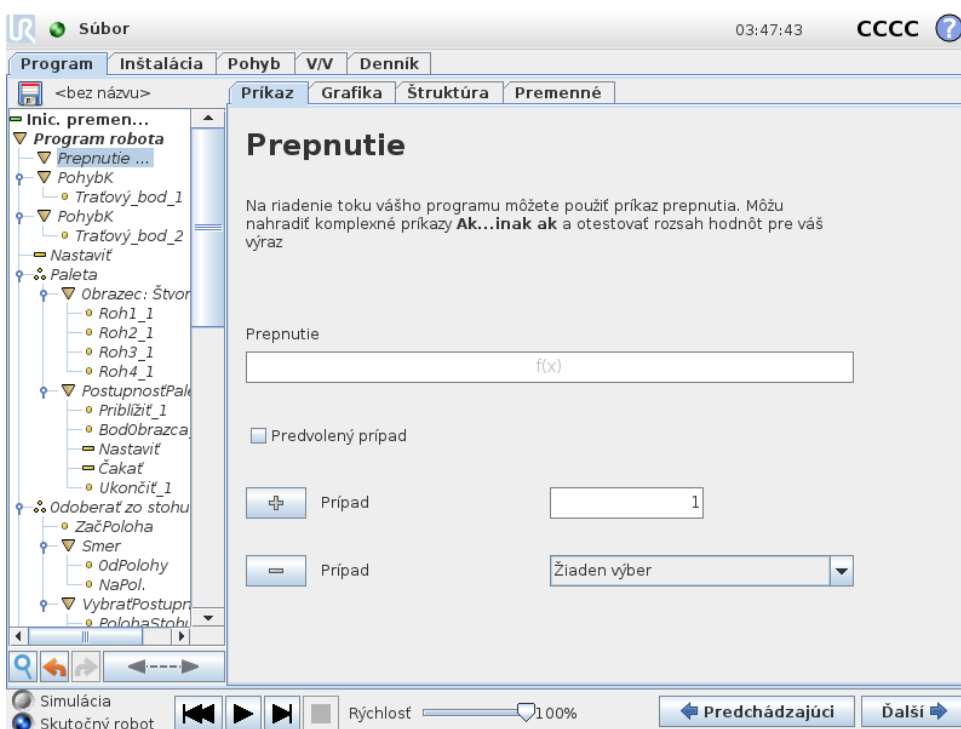 UR Súbor 03:47:43 CCCC ?
Program Inštalácia Pohyb V/V Denník
<bez názvu> Príkaz Grafika Štruktúra Premenné
Inic. premen...
Program robota
Prepnutie ...
PohybK
Traťový_bod_1
PohybK
Traťový_bod_2
Nastaviť
Paleta
Obrazec: Štvor
Roh1_1
Roh2_1
Roh3_1
Roh4_1
PostupnosťPale
Priblížiť_1
BodObrazca_
Nastaviť
Čakať
Ukončiť_1
Odoberať zo stohu
ZačPoloha
Smer
OdPolohy
NaPol.
VybraťPostupn
PolohaStohu
Prepnutie
Na riadenie toku vášho programu môžete použiť príkaz prepnutia. Môžu
nahradiť komplexné príkazy Ak...inak ak a otestovať rozsah hodnôt pre váš
výraz
Prepnutie
f(x)
Predvolený prípad
Prípad 1
Prípad Žiaden výber
Simulácia
Skutočný robot
Rýchlosť 100%
Predchádzajúci Ďalší